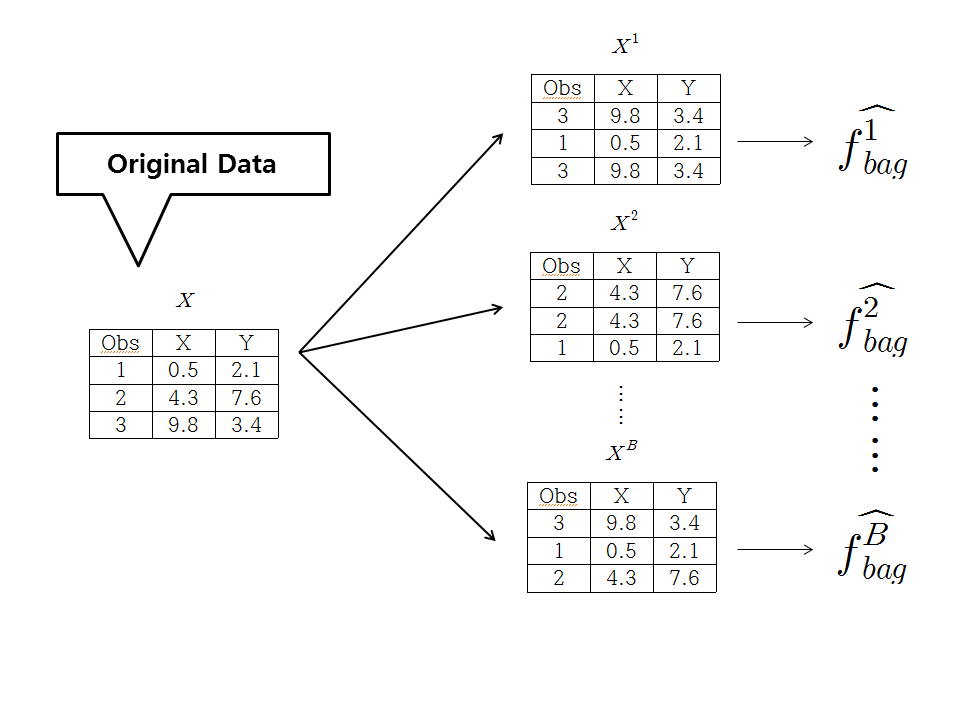 Original Data
X
Obs X Y
1 0.5 2.1
2 4.3 7.6
3 9.8 3.4
X^1
Obs X Y
3 9.8 3.4
1 0.5 2.1
3 9.8 3.4
\widehat{f^1_{bag}}
X^2
Obs X Y
2 4.3 7.6
2 4.3 7.6
1 0.5 2.1
\widehat{f^2_{bag}}
X^B
Obs X Y
3 9.8 3.4
1 0.5 2.1
2 4.3 7.6
\widehat{f^B_{bag}}